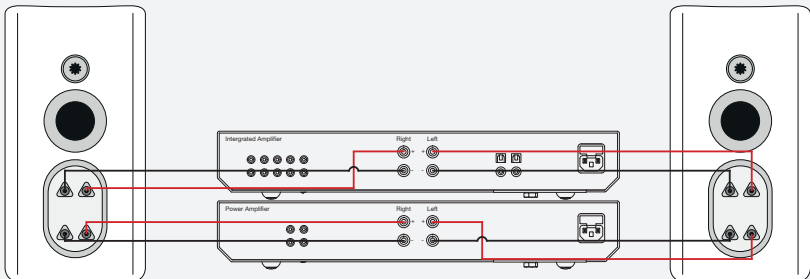 Intergrated Amplifier
Right Left
+ +
- -
Power Amplifier
Right Left
+ +
- -